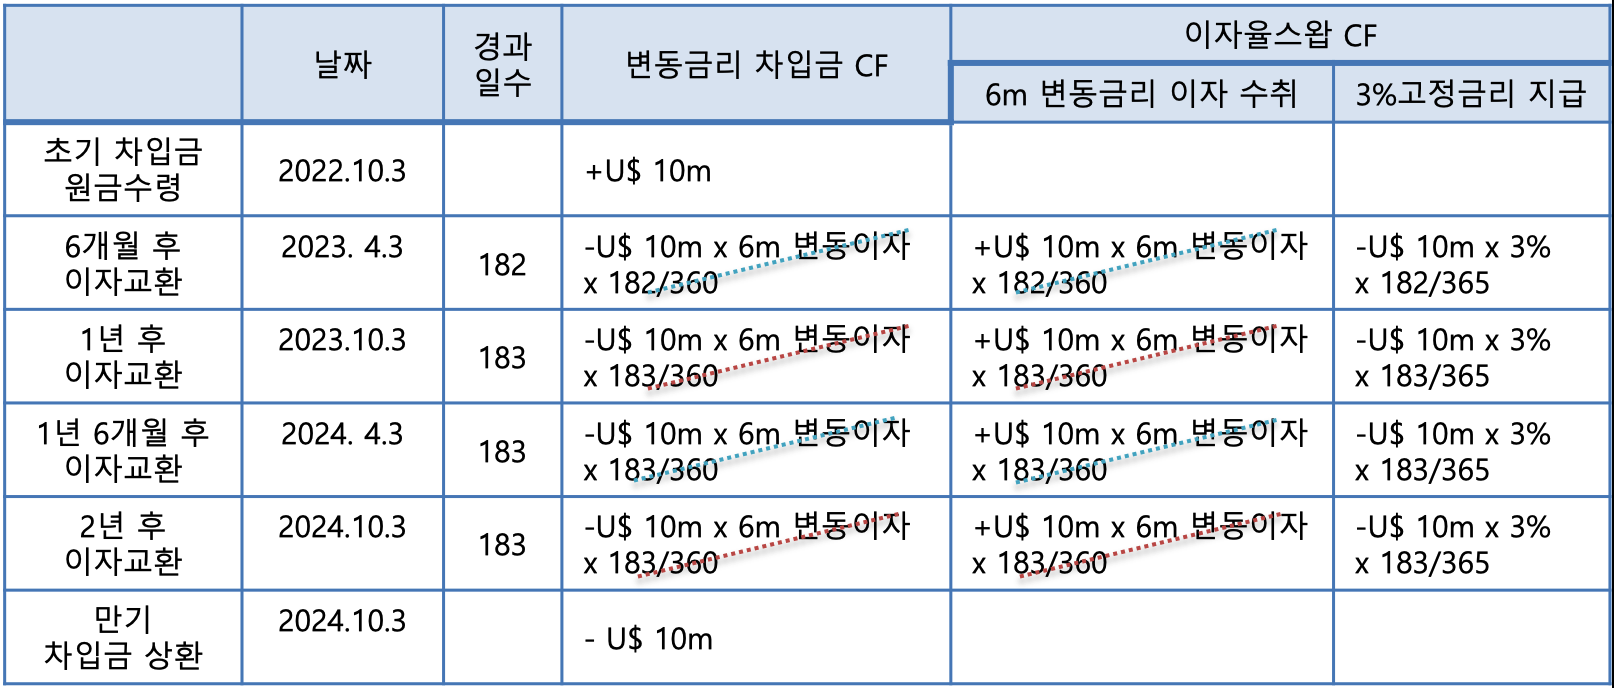 날짜
경과
일수
변동금리 차입금 CF
이자율스왑 CF
6m 변동금리 이자 수취
3%고정금리 지급
초기 차입금
원금수령
2022.10.3
+U$ 10m
6개월 후
이자교환
2023. 4.3
182
-U$ 10m x 6m 변동이자
x 182/360
+U$ 10m x 6m 변동이자
x 182/360
-U$ 10m x 3%
x 182/365
1년 후
이자교환
2023.10.3
183
-U$ 10m x 6m 변동이자
x 183/360
+U$ 10m x 6m 변동이자
x 183/360
-U$ 10m x 3%
x 183/365
1년 6개월 후
이자교환
2024. 4.3
183
-U$ 10m x 6m 변동이자
x 183/360
+U$ 10m x 6m 변동이자
x 183/360
-U$ 10m x 3%
x 183/365
2년 후
이자교환
2024.10.3
183
-U$ 10m x 6m 변동이자
x 183/360
+U$ 10m x 6m 변동이자
x 183/360
-U$ 10m x 3%
x 183/365
만기
차입금 상환
2024.10.3
- U$ 10m